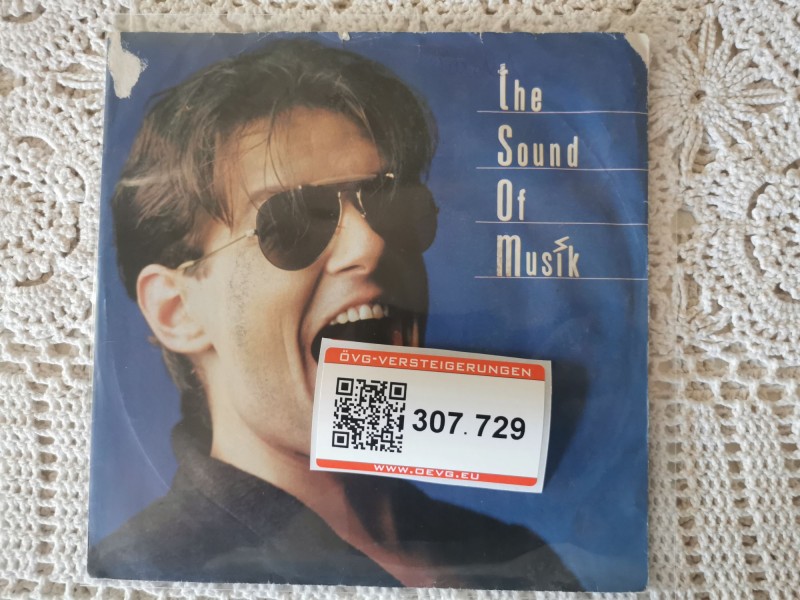 the
Sound
Of
Musik
ÖVG-VERSTEIGERUNGEN
307.729
WWW.OEVG.EU